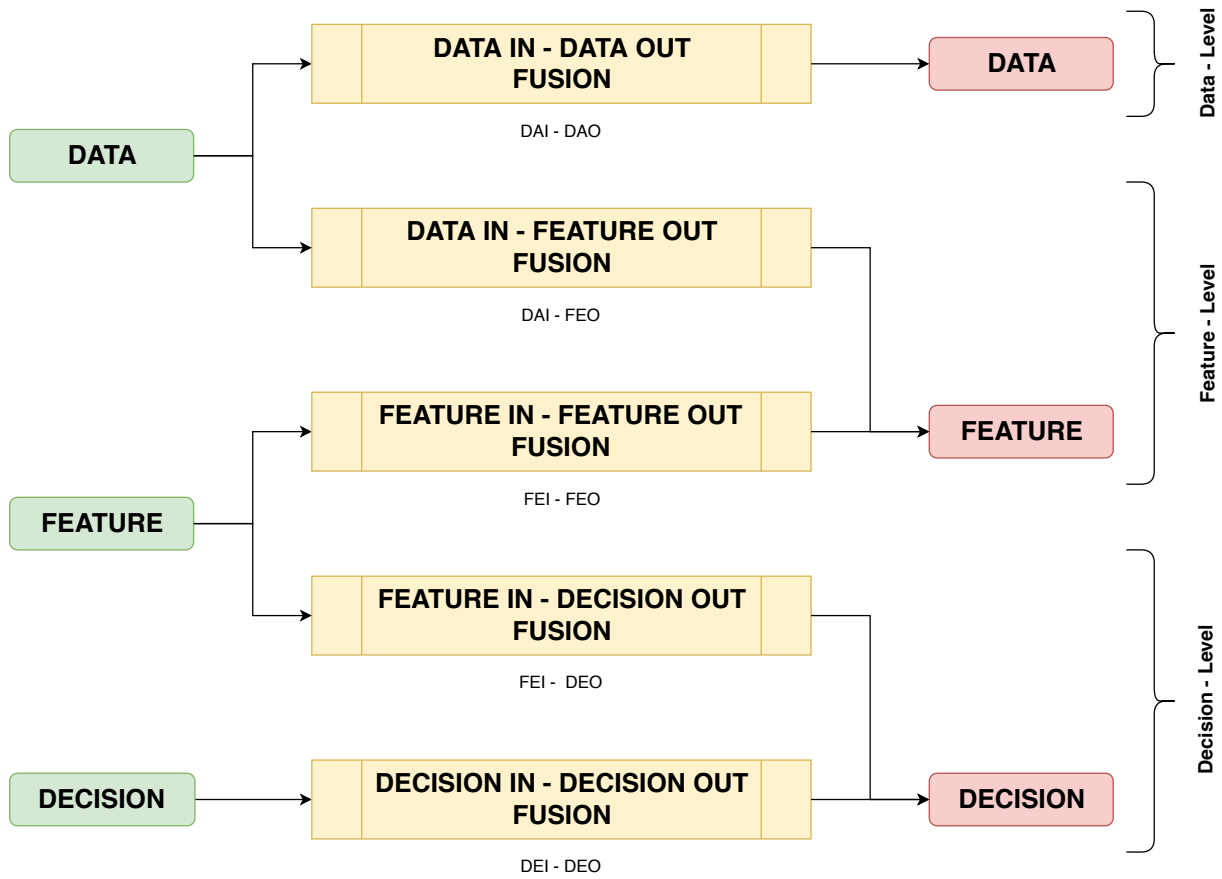 DATA IN - DATA OUT
FUSION
DATA
Data - Level
DAI - DAO
DATA
DATA IN - FEATURE OUT
FUSION
DAI - FEO
Feature - Level
FEATURE IN - FEATURE OUT
FUSION
FEATURE
FEI - FEO
FEATURE
FEATURE IN - DECISION OUT
FUSION
FEI -  DEO
Decision - Level
DECISION
DECISION IN - DECISION OUT
FUSION
DECISION
DEI - DEO